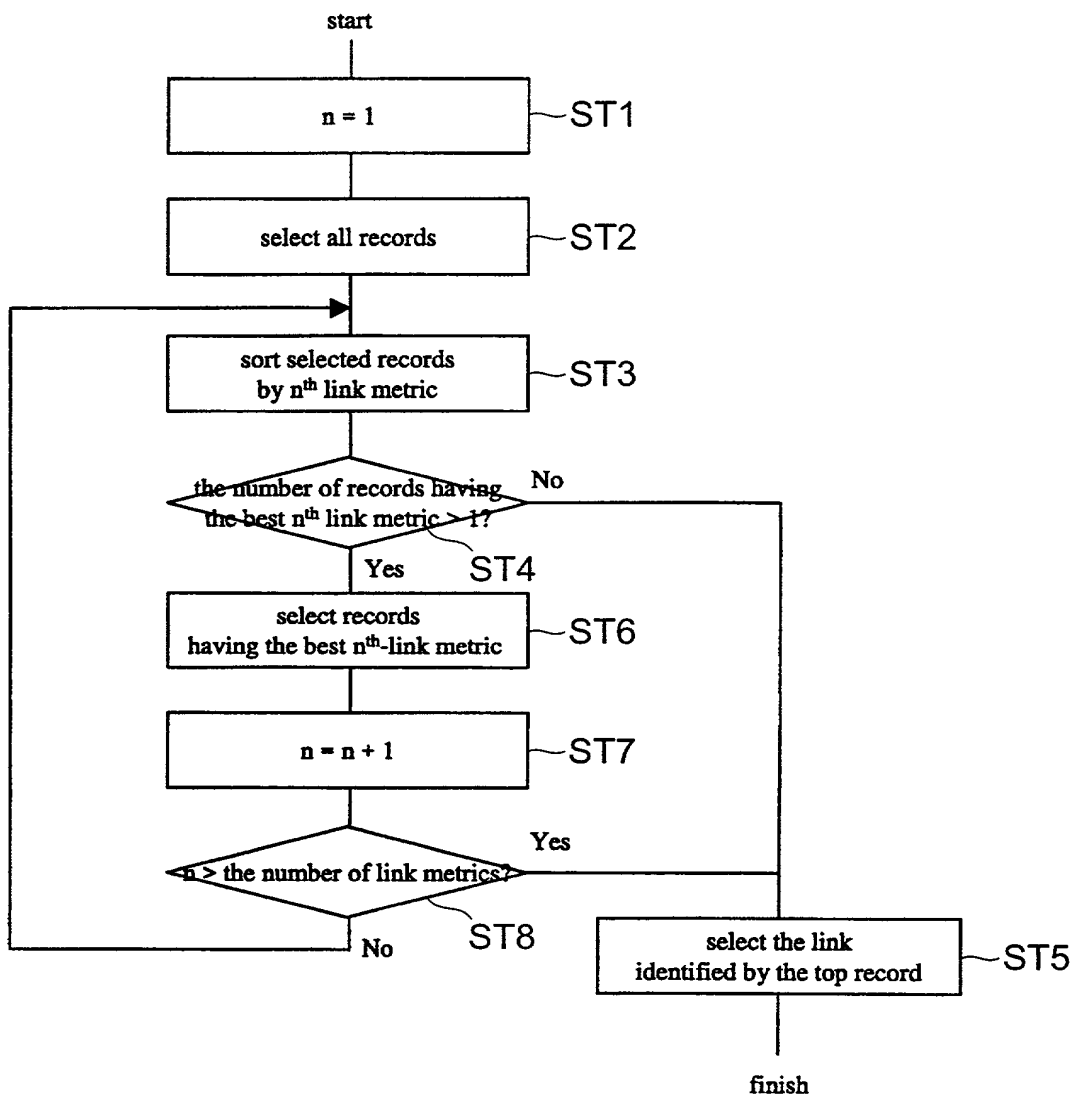 start
n = 1
ST1
select all records
ST2
sort selected records
by nth link metric
ST3
the number of records having
the best nth link metric > 1?
No
ST4
Yes
select records
having the best nth-link metric
ST6
n = n + 1
ST7
n > the number of link metrics?
Yes
ST8
No
select the link
identified by the top record
ST5
finish